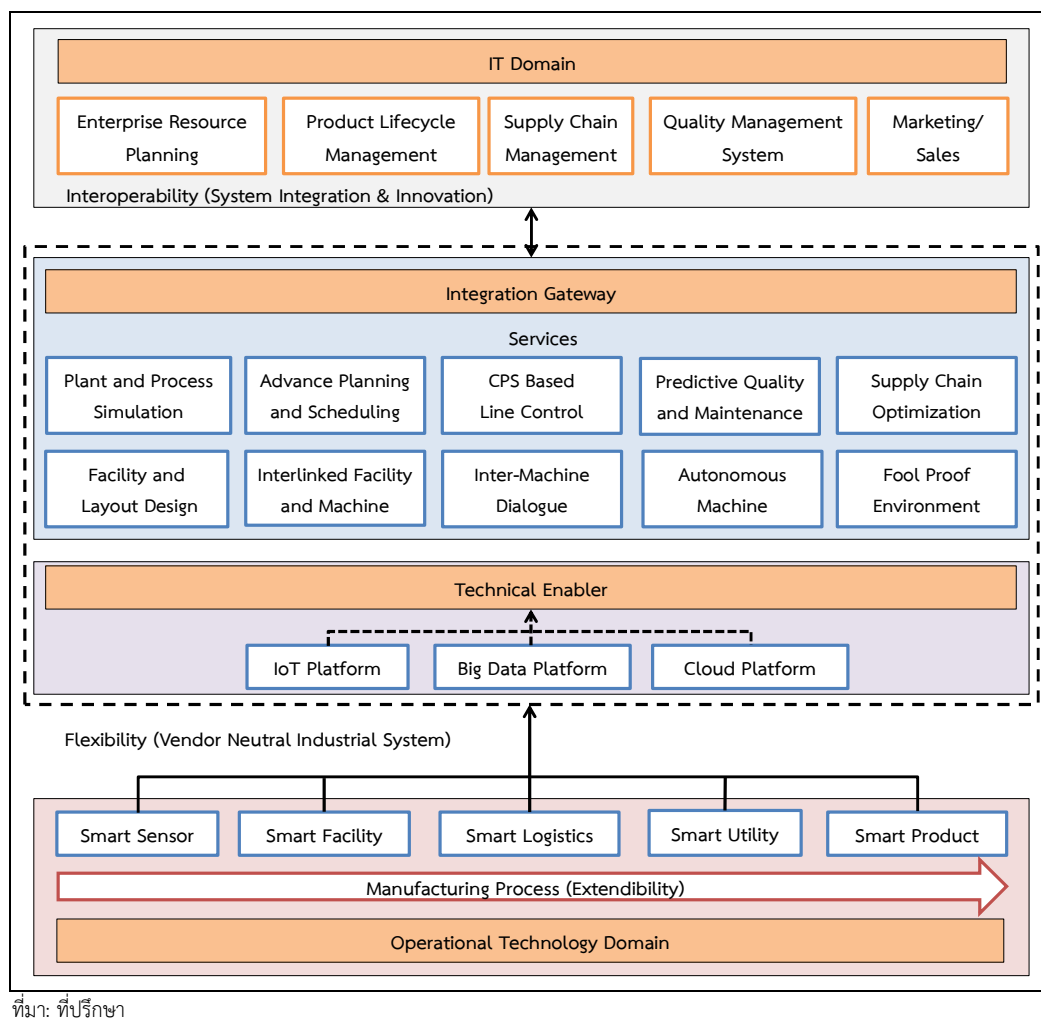 IT Domain
Enterprise Resource
Planning
Product Lifecycle
Management
Supply Chain
Management
Quality Management
System
Marketing/
Sales
Interoperability (System Integration & Innovation)
Integration Gateway
Services
Plant and Process
Simulation
Advance Planning
and Scheduling
CPS Based
Line Control
Predictive Quality
and Maintenance
Supply Chain
Optimization
Facility and
Layout Design
Interlinked Facility
and Machine
Inter-Machine
Dialogue
Autonomous
Machine
Fool Proof
Environment
Technical Enabler
IoT Platform
Big Data Platform
Cloud Platform
Flexibility (Vendor Neutral Industrial System)
Smart Sensor
Smart Facility
Smart Logistics
Smart Utility
Smart Product
Manufacturing Process (Extendibility)
Operational Technology Domain
ที่มา: ที่ปรึกษา